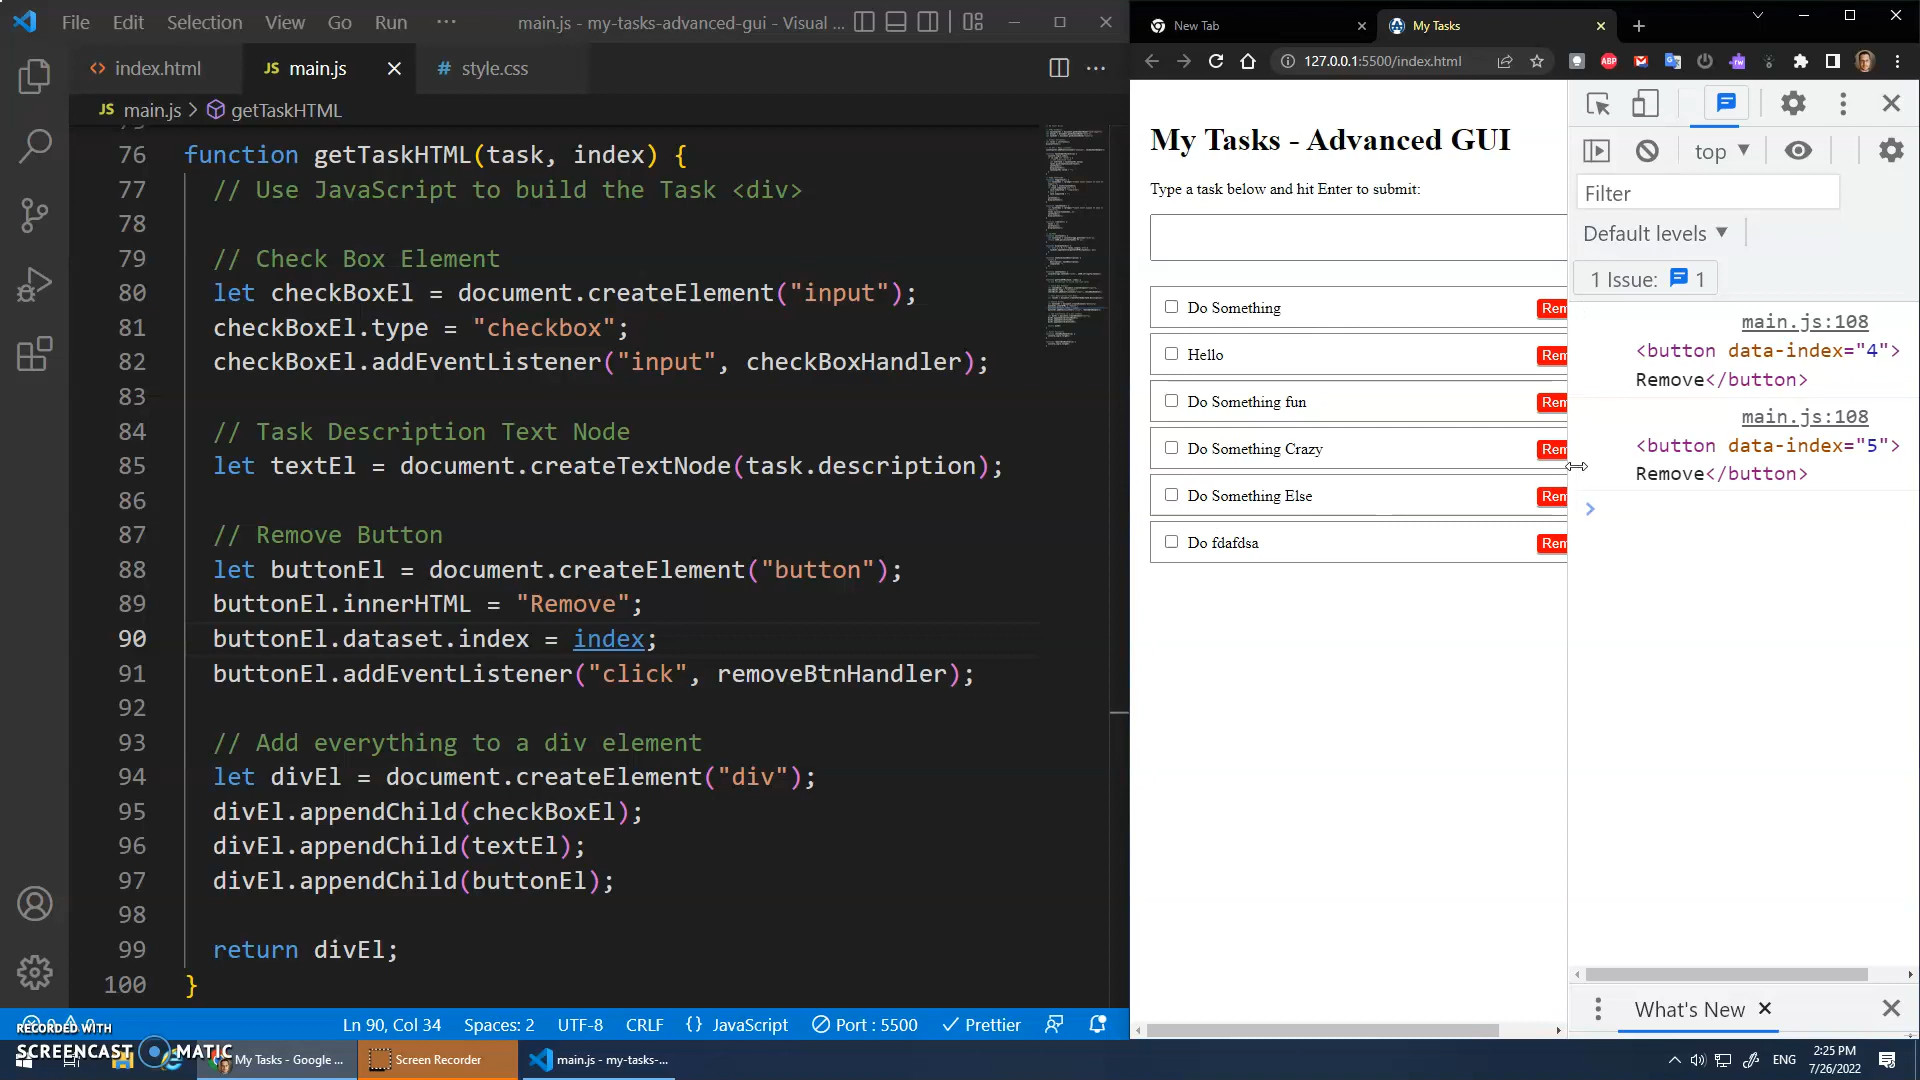 File Edit Selection View Go Run ··· main.js - my-tasks-advanced-gui - Visual ...
index.html JS main.js # style.css
JS main.js > getTaskHTML
76 function getTaskHTML(task, index) {
77 // Use JavaScript to build the Task <div>
78
79 // Check Box Element
80 let checkBoxEl = document.createElement("input");
81 checkBoxEl.type = "checkbox";
82 checkBoxEl.addEventListener("input", checkBoxHandler);
83
84 // Task Description Text Node
85 let textEl = document.createTextNode(task.description);
86
87 // Remove Button
88 let buttonEl = document.createElement("button");
89 buttonEl.innerHTML = "Remove";
90 buttonEl.dataset.index = index;
91 buttonEl.addEventListener("click", removeBtnHandler);
92
93 // Add everything to a div element
94 let divEl = document.createElement("div");
95 divEl.appendChild(checkBoxEl);
96 divEl.appendChild(textEl);
97 divEl.appendChild(buttonEl);
98
99 return divEl;
100 }
Ln 90, Col 34 Spaces: 2 UTF-8 CRLF {} JavaScript Port : 5500 Prettier
New Tab My Tasks
127.0.0.1:5500/index.html ABP
My Tasks - Advanced GUI
Type a task below and hit Enter to submit:
Do Something Rem
Hello Rem
Do Something fun Rem
Do Something Crazy Rem
Do Something Else Rem
Do fdafdsa Rem
top
Filter
Default levels
1 Issue: 1
main.js:108
<button data-index="4">
Remove</button>
main.js:108
<button data-index="5">
Remove</button>
What's New
RECORDED WITH
SCREENCAST MATIC
My Tasks - Google ... Screen Recorder main.js - my-tasks-...
ENG 2:25 PM
7/26/2022